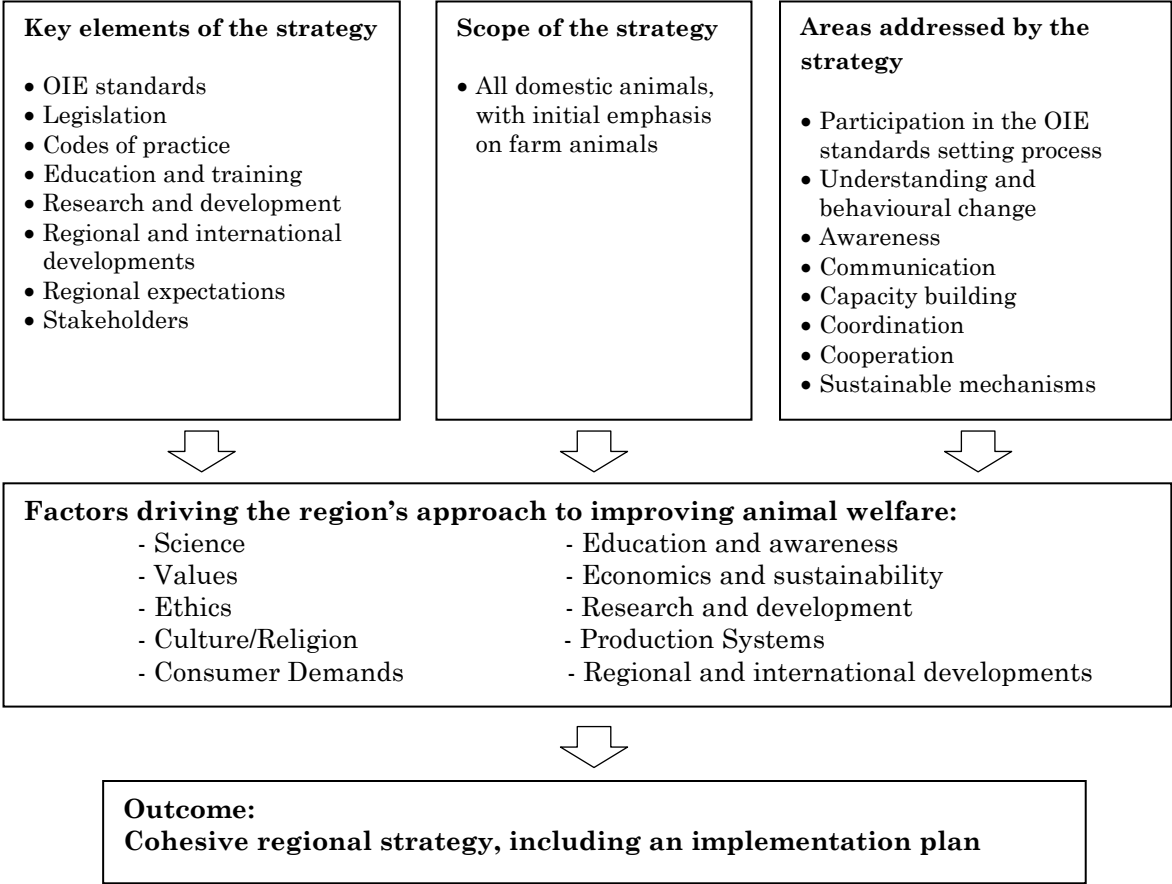 Key elements of the strategy
• OIE standards
• Legislation
• Codes of practice
• Education and training
• Research and development
• Regional and international
developments
• Regional expectations
• Stakeholders
Scope of the strategy
• All domestic animals,
with initial emphasis
on farm animals
Areas addressed by the
strategy
• Participation in the OIE
standards setting process
• Understanding and
behavioural change
• Awareness
• Communication
• Capacity building
• Coordination
• Cooperation
• Sustainable mechanisms
Factors driving the region’s approach to improving animal welfare:
- Science
- Values
- Ethics
- Culture/Religion
- Consumer Demands
- Education and awareness
- Economics and sustainability
- Research and development
- Production Systems
- Regional and international developments
Outcome:
Cohesive regional strategy, including an implementation plan